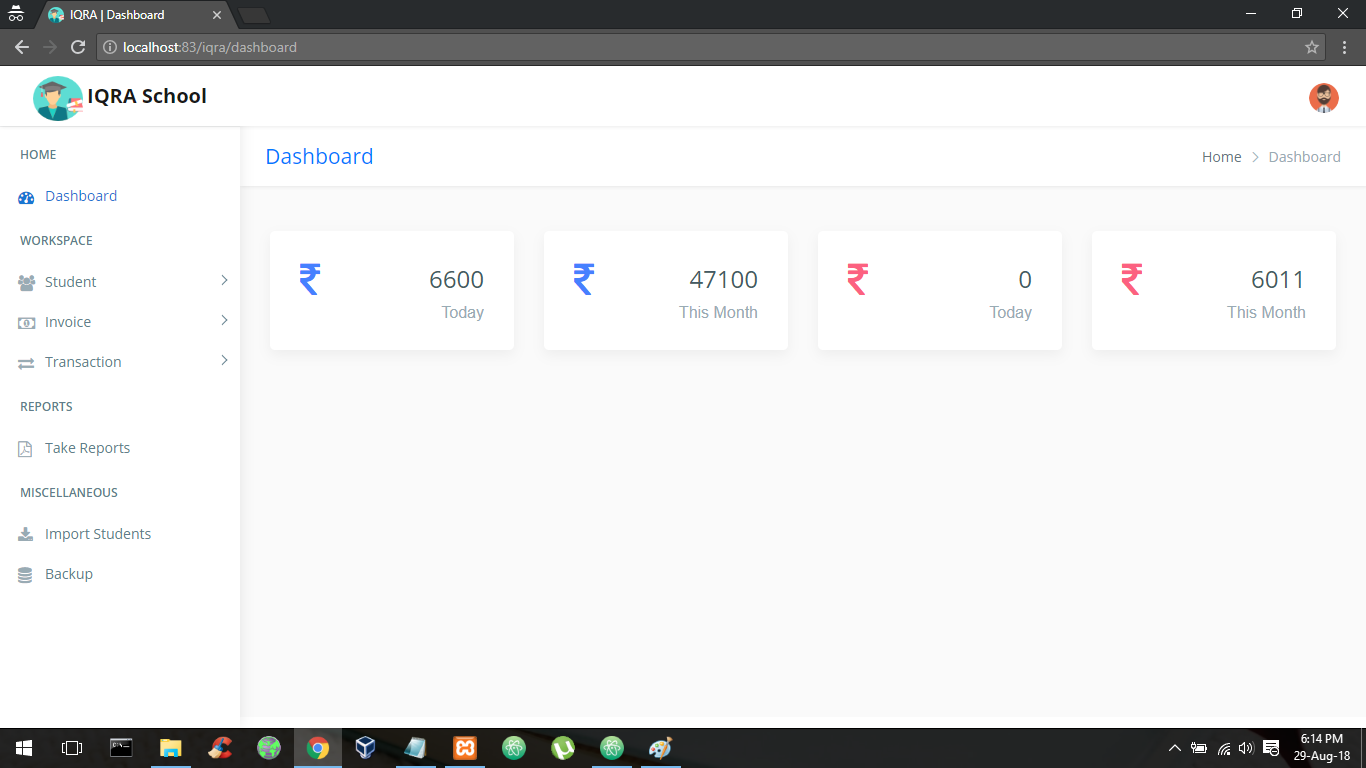 IQRA | Dashboard
localhost:83/iqra/dashboard
IQRA School
HOME
Dashboard
WORKSPACE
Student
Invoice
Transaction
REPORTS
Take Reports
MISCELLANEOUS
Import Students
Backup
Dashboard
Home > Dashboard
₹ 6600
Today
₹ 47100
This Month
₹ 0
Today
₹ 6011
This Month
6:14 PM
29-Aug-18